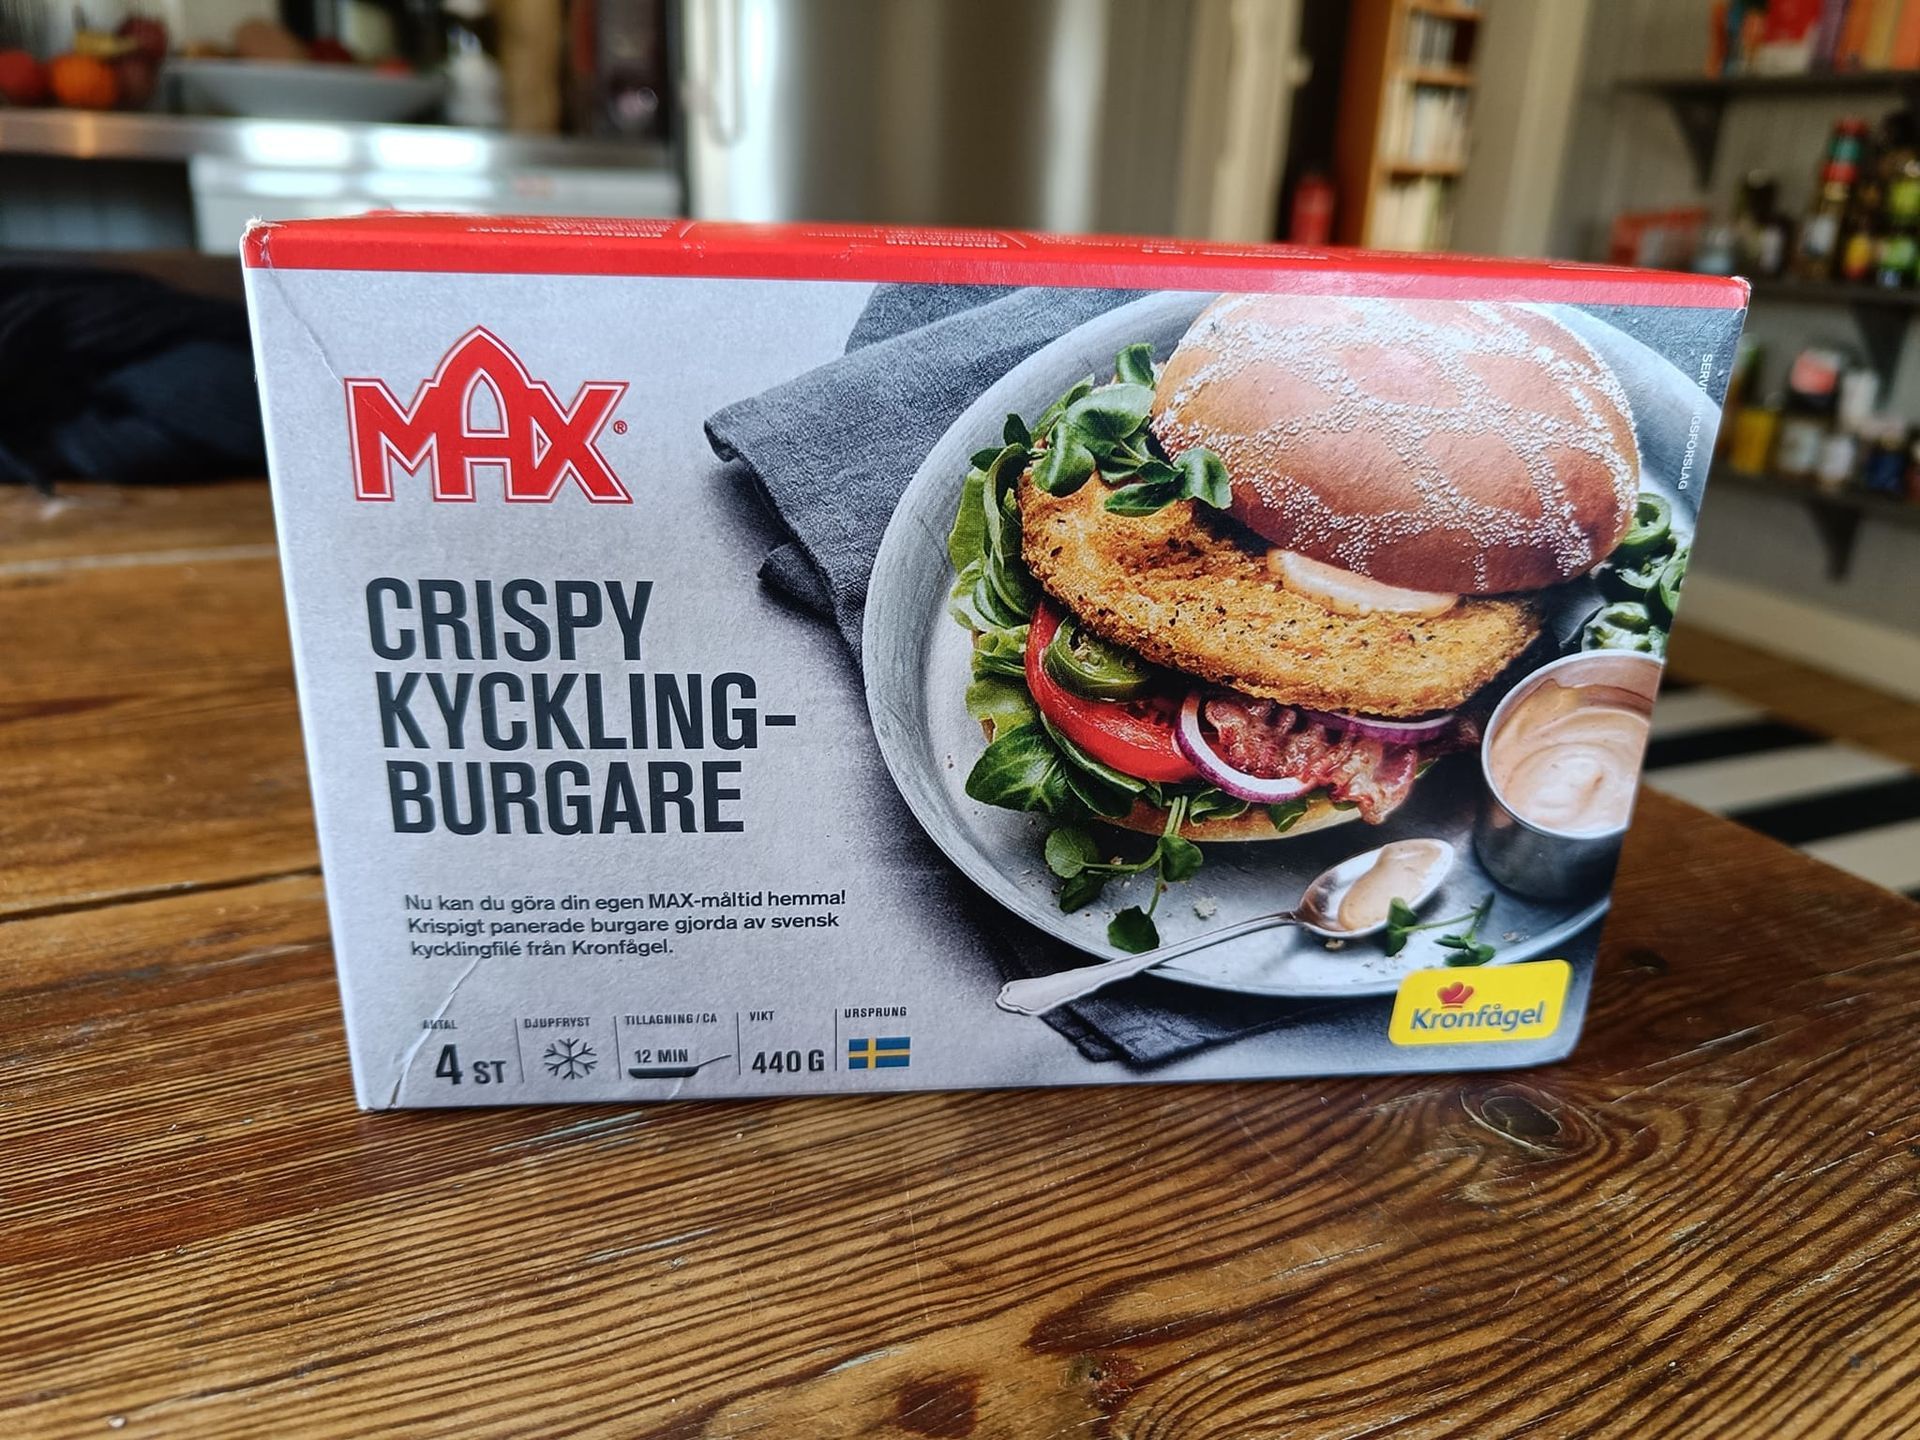 MAX®
CRISPY
KYCKLING-
BURGARE
Nu kan du göra din egen MAX-måltid hemma!
Krispigt panerade burgare gjorda av svensk
kycklingfilé från Kronfågel.
ANTAL
4 ST
DJUPFRYST
TILLAGNING/CA
12 MIN
VIKT
440 G
URSPRUNG
Kronfågel
SERVERINGSFÖRSLAG